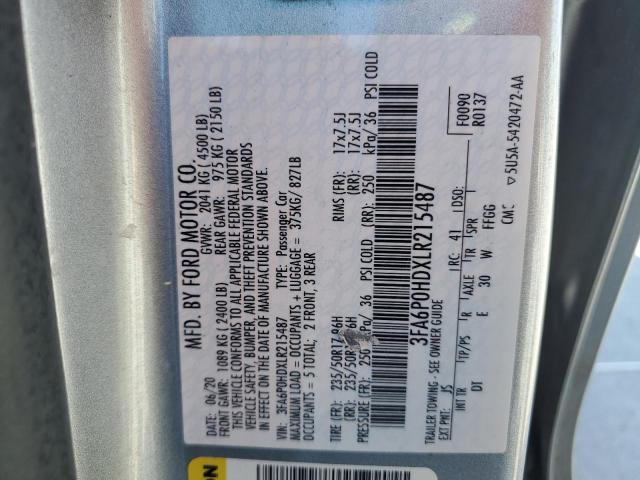 MFD. BY FORD MOTOR CO.
06/20 GVWR: 2041 KG ( 4500 LB)
FRONT GAWR: 1089 KG ( 2400 LB) REAR GAWR: 975 KG ( 2150 LB)
THIS VEHICLE CONFORMS TO ALL APPLICABLE FEDERAL MOTOR
VEHICLE SAFETY, BUMPER, AND THEFT PREVENTION STANDARDS
IN EFFECT ON THE DATE OF MANUFACTURE SHOWN ABOVE.
VIN: 3FA6P0HDXLR215487 TYPE: Passenger Car
MAXIMUM LOAD = OCCUPANTS + LUGGAGE = 375KG/ 827LB
OCCUPANTS = 5 TOTAL; 2 FRONT, 3 REAR
TIRE (FR): 235/50R17 96H RIMS (FR): 17x7.5J
(RR): 235/50R 6H (RR): 17x7.5J
PRESSURE (FR): 250 kPa/ 36 PSI COLD (RR): 250 kPa/ 36 PSI COLD
3FA6P0HDXLR215487
TRAILER TOWING - SEE OWNER GUIDE
EXT PNT: JS RC: 41 DSO: F0090
R0137
INT TR TP/PS R AXLE TR SPR
DT E 30 W FFGG
CMC ▽5U5A-5420472-AA
ON